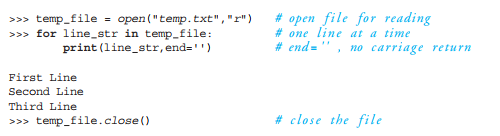 >>> temp_file = open("temp.txt","r") # open file for reading
>>> for line_str in temp_file: # one line at a time
        print(line_str,end='') # end='' , no carriage return

First Line
Second Line
Third Line
>>> temp_file.close() # close the file